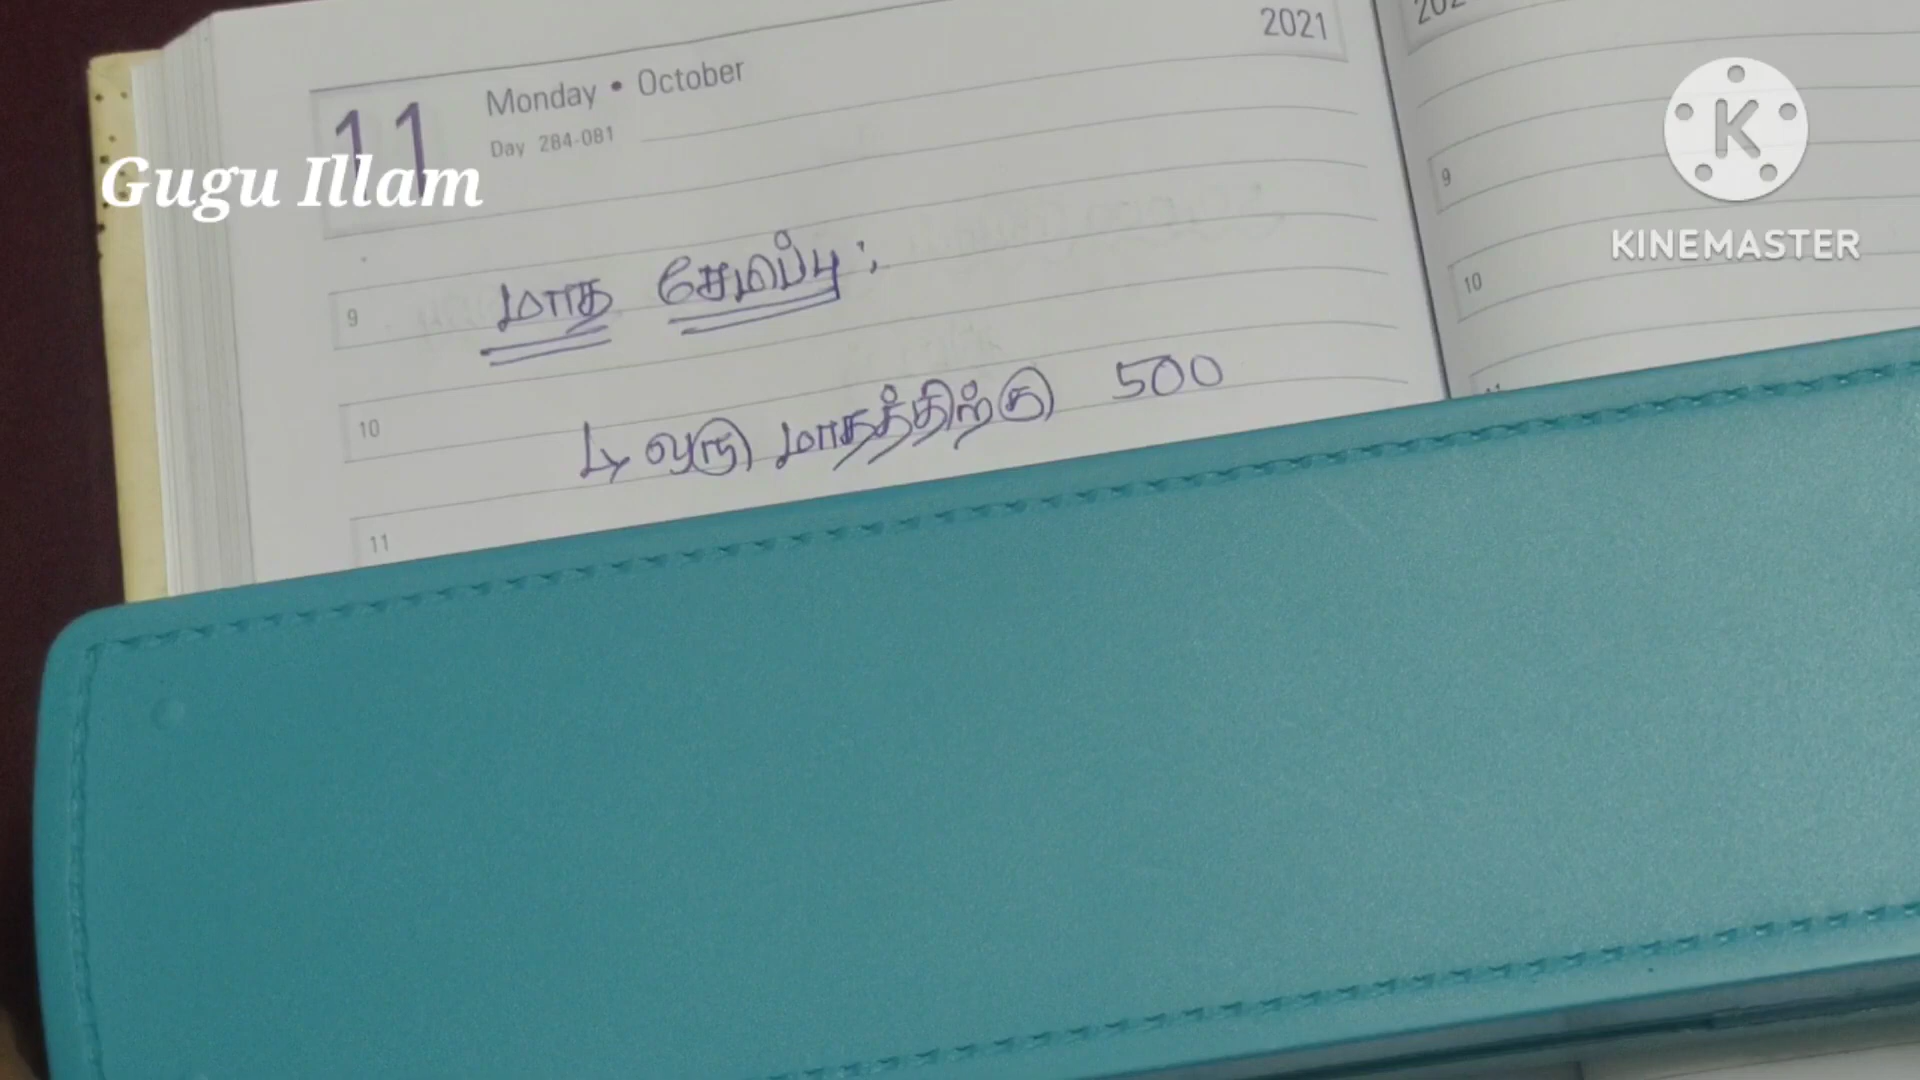 2021
11 Monday • October
Day 284-081
Gugu Illam
9 மாத சேமிப்பு :
10
ஒரு மாதத்திற்கு 500
11
9
10
KINEMASTER